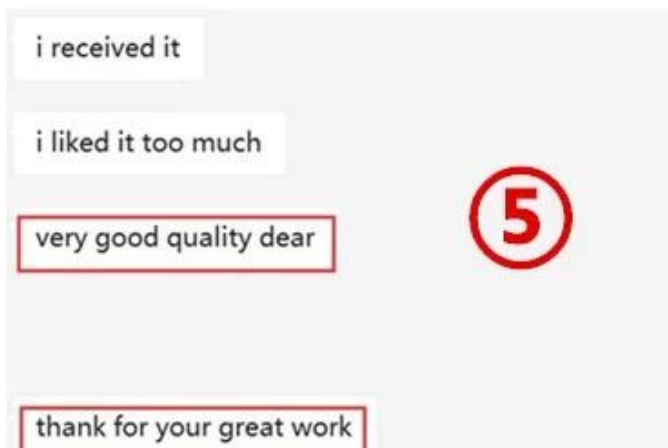 i received it
i liked it too much
very good quality dear
⑤
thank for your great work